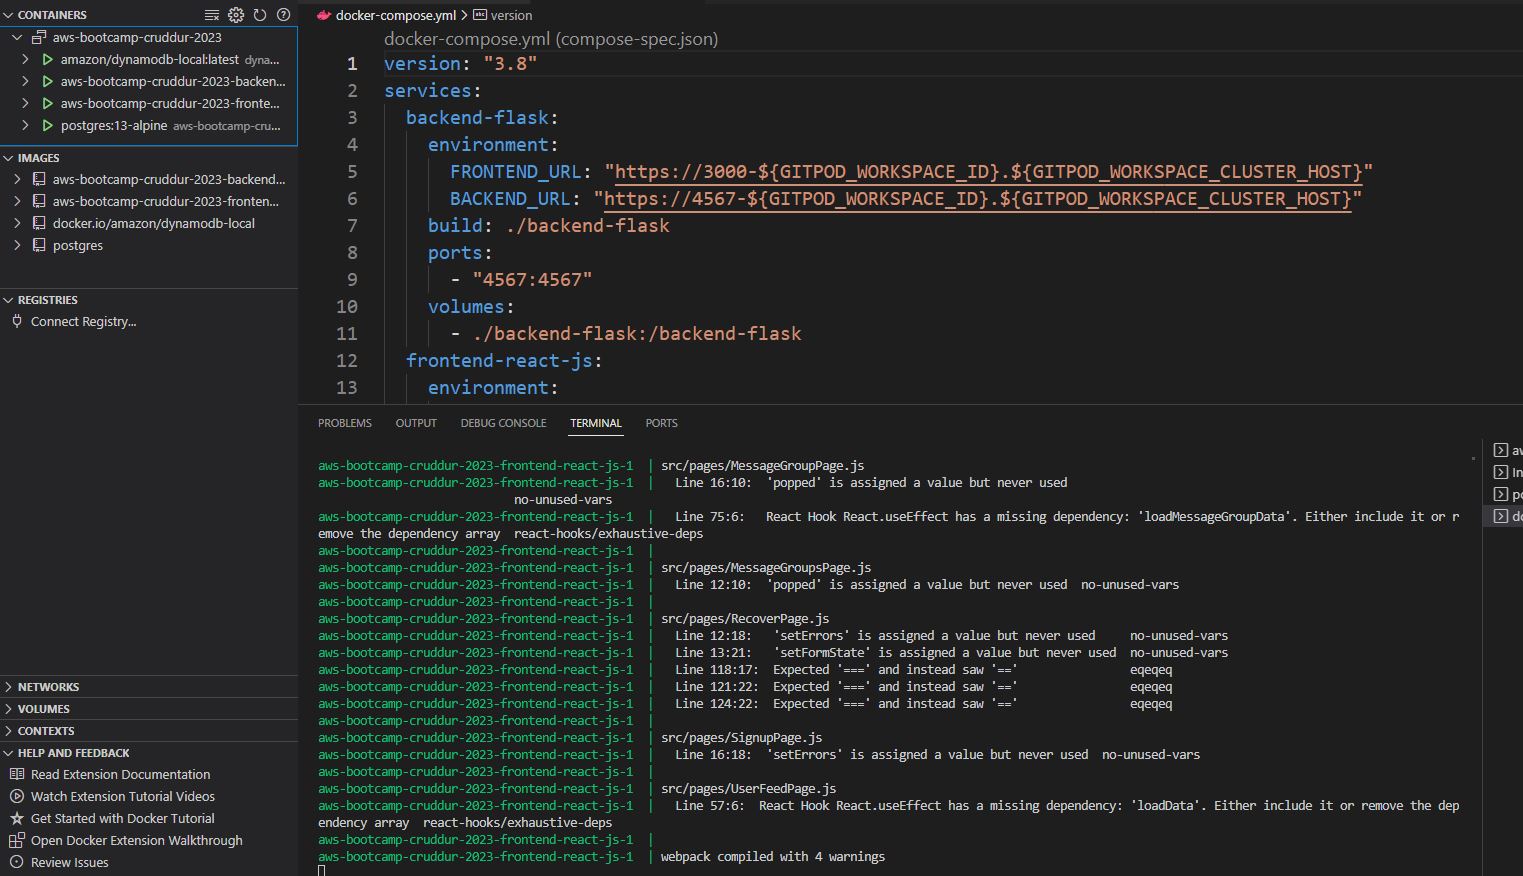 CONTAINERS
aws-bootcamp-cruddur-2023
amazon/dynamodb-local:latest dyna...
aws-bootcamp-cruddur-2023-backen...
aws-bootcamp-cruddur-2023-fronte...
postgres:13-alpine aws-bootcamp-cru...
IMAGES
aws-bootcamp-cruddur-2023-backend...
aws-bootcamp-cruddur-2023-fronten...
docker.io/amazon/dynamodb-local
postgres
REGISTRIES
Connect Registry...
NETWORKS
VOLUMES
CONTEXTS
HELP AND FEEDBACK
Read Extension Documentation
Watch Extension Tutorial Videos
Get Started with Docker Tutorial
Open Docker Extension Walkthrough
Review Issues
docker-compose.yml > version
docker-compose.yml (compose-spec.json)
1 version: "3.8"
2 services:
3 backend-flask:
4 environment:
5 FRONTEND_URL: "https://3000-${GITPOD_WORKSPACE_ID}.${GITPOD_WORKSPACE_CLUSTER_HOST}"
6 BACKEND_URL: "https://4567-${GITPOD_WORKSPACE_ID}.${GITPOD_WORKSPACE_CLUSTER_HOST}"
7 build: ./backend-flask
8 ports:
9 - "4567:4567"
10 volumes:
11 - ./backend-flask:/backend-flask
12 frontend-react-js:
13 environment:
PROBLEMS OUTPUT DEBUG CONSOLE TERMINAL PORTS
aws-bootcamp-cruddur-2023-frontend-react-js-1 | src/pages/MessageGroupPage.js
aws-bootcamp-cruddur-2023-frontend-react-js-1 | Line 16:10: 'popped' is assigned a value but never used
no-unused-vars
aws-bootcamp-cruddur-2023-frontend-react-js-1 | Line 75:6: React Hook React.useEffect has a missing dependency: 'loadMessageGroupData'. Either include it or r
emove the dependency array react-hooks/exhaustive-deps
aws-bootcamp-cruddur-2023-frontend-react-js-1 |
aws-bootcamp-cruddur-2023-frontend-react-js-1 | src/pages/MessageGroupsPage.js
aws-bootcamp-cruddur-2023-frontend-react-js-1 | Line 12:10: 'popped' is assigned a value but never used no-unused-vars
aws-bootcamp-cruddur-2023-frontend-react-js-1 |
aws-bootcamp-cruddur-2023-frontend-react-js-1 | src/pages/RecoverPage.js
aws-bootcamp-cruddur-2023-frontend-react-js-1 | Line 12:18: 'setErrors' is assigned a value but never used no-unused-vars
aws-bootcamp-cruddur-2023-frontend-react-js-1 | Line 13:21: 'setFormState' is assigned a value but never used no-unused-vars
aws-bootcamp-cruddur-2023-frontend-react-js-1 | Line 118:17: Expected '===' and instead saw '==' eqeqeq
aws-bootcamp-cruddur-2023-frontend-react-js-1 | Line 121:22: Expected '===' and instead saw '==' eqeqeq
aws-bootcamp-cruddur-2023-frontend-react-js-1 | Line 124:22: Expected '===' and instead saw '==' eqeqeq
aws-bootcamp-cruddur-2023-frontend-react-js-1 |
aws-bootcamp-cruddur-2023-frontend-react-js-1 | src/pages/SignupPage.js
aws-bootcamp-cruddur-2023-frontend-react-js-1 | Line 16:18: 'setErrors' is assigned a value but never used no-unused-vars
aws-bootcamp-cruddur-2023-frontend-react-js-1 |
aws-bootcamp-cruddur-2023-frontend-react-js-1 | src/pages/UserFeedPage.js
aws-bootcamp-cruddur-2023-frontend-react-js-1 | Line 57:6: React Hook React.useEffect has a missing dependency: 'loadData'. Either include it or remove the dep
endency array react-hooks/exhaustive-deps
aws-bootcamp-cruddur-2023-frontend-react-js-1 |
aws-bootcamp-cruddur-2023-frontend-react-js-1 | webpack compiled with 4 warnings